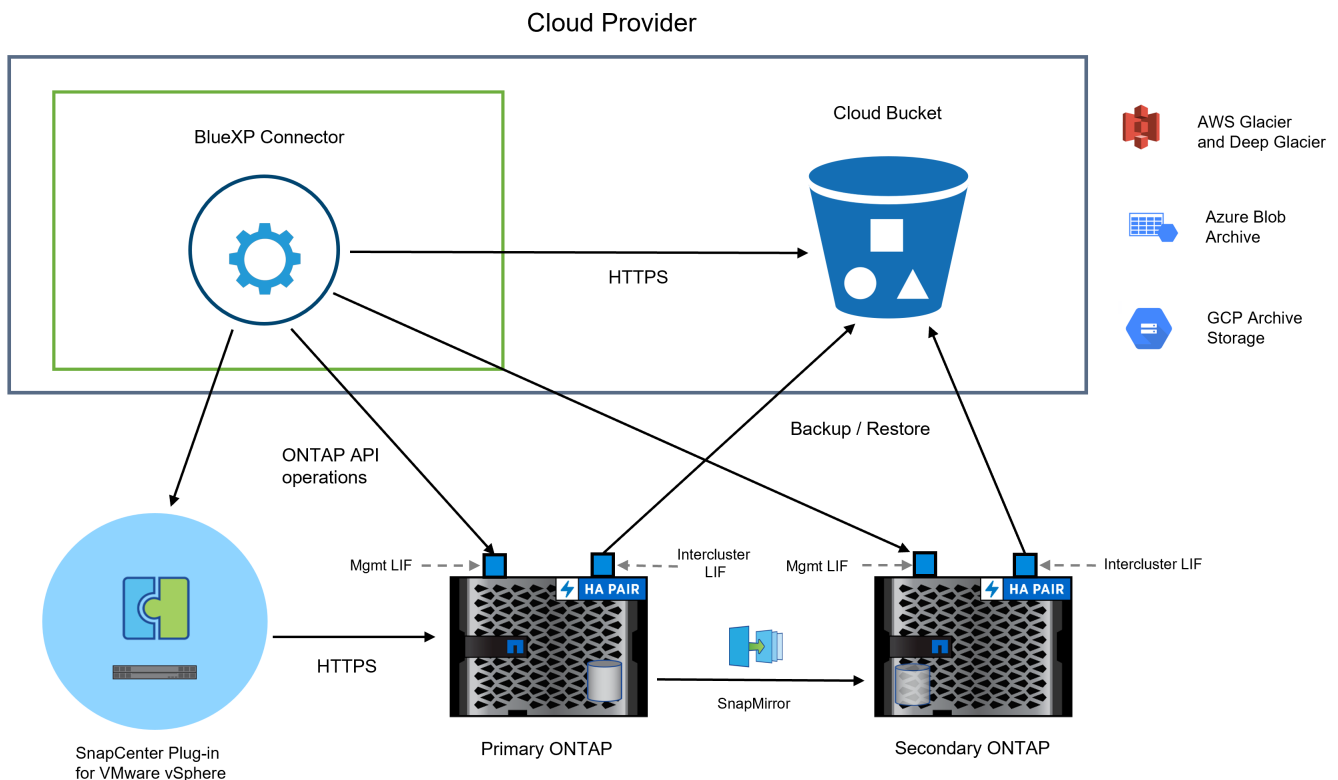 Cloud Provider
BlueXP Connector
Cloud Bucket
AWS Glacier
and Deep Glacier
Azure Blob
Archive
GCP Archive
Storage
HTTPS
Backup / Restore
ONTAP API
operations
Mgmt LIF
Intercluster
LIF
Mgmt LIF
Intercluster LIF
HA PAIR
HA PAIR
HTTPS
SnapMirror
SnapCenter Plug-in
for VMware vSphere
Primary ONTAP
Secondary ONTAP